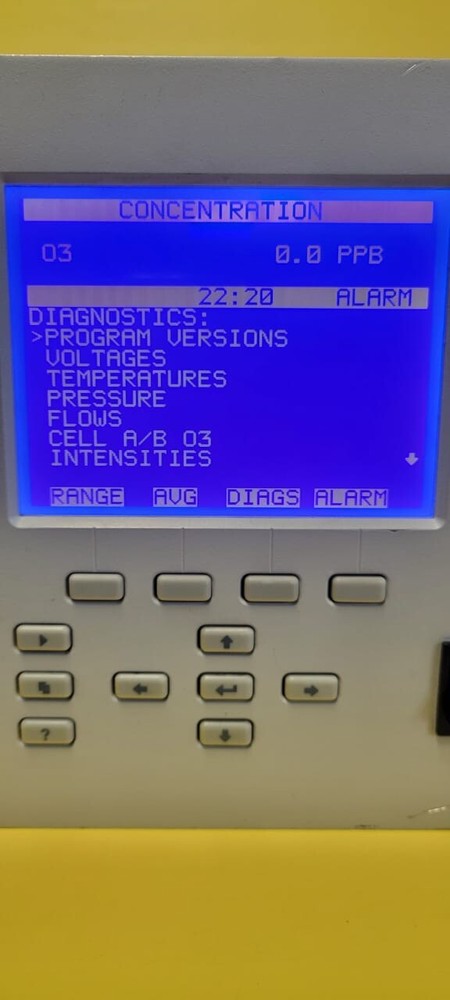 CONCENTRATION
O3 0.0 PPB
22:20 ALARM
DIAGNOSTICS:
>PROGRAM VERSIONS
VOLTAGES
TEMPERATURES
PRESSURE
FLOWS
CELL A/B O3
INTENSITIES
RANGE AVG DIAGS ALARM
?